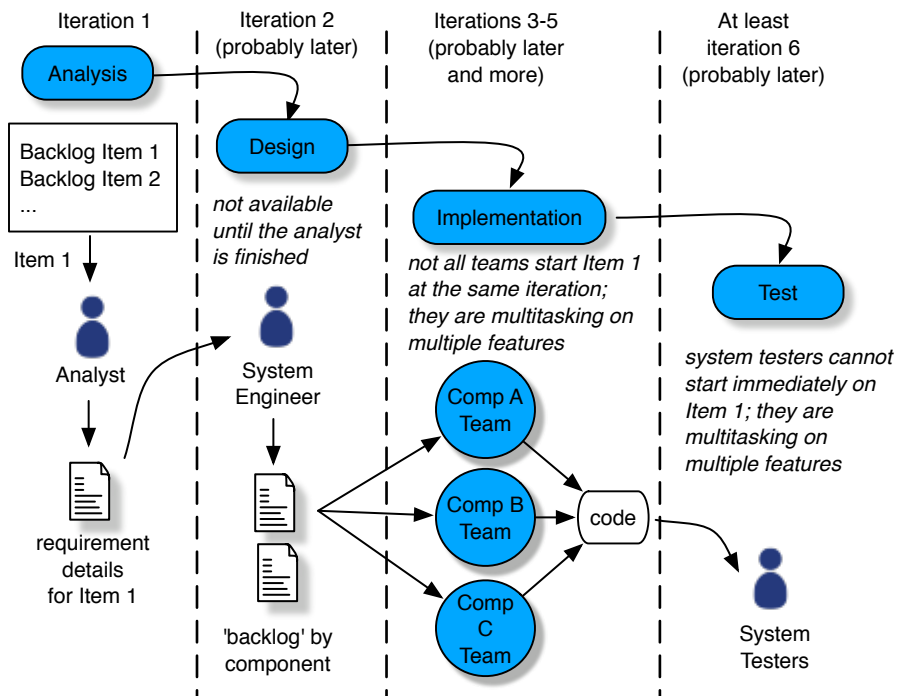 Iteration 1
Analysis
Backlog Item 1
Backlog Item 2
...
Item 1
Analyst
requirement
details
for Item 1
Iteration 2
(probably later)
Design
not available
until the analyst
is finished
System
Engineer
'backlog' by
component
Iterations 3-5
(probably later
and more)
Implementation
not all teams start Item 1
at the same iteration;
they are multitasking on
multiple features
Comp A
Team
Comp B
Team
Comp
C
Team
code
At least
iteration 6
(probably later)
Test
system testers cannot
start immediately on
Item 1; they are
multitasking on
multiple features
System
Testers